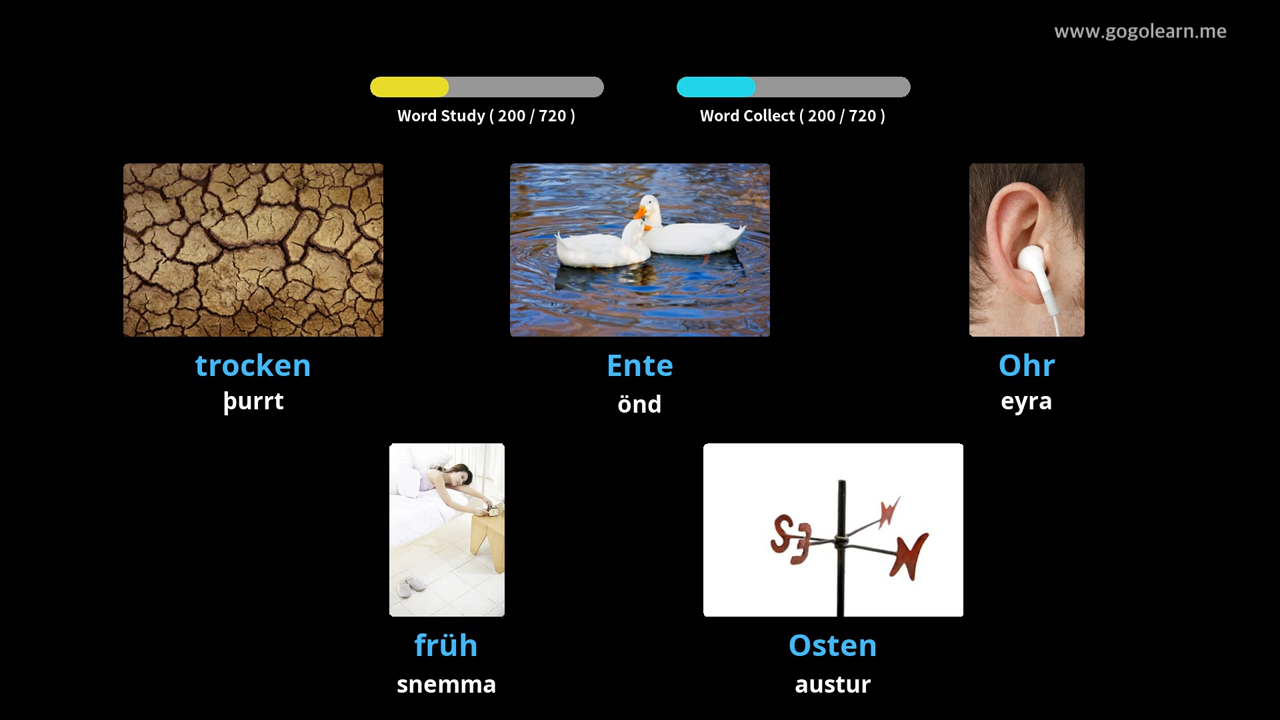 www.gogolearn.me
Word Study ( 200 / 720 )
Word Collect ( 200 / 720 )
trocken
þurrt
Ente
önd
Ohr
eyra
früh
snemma
S
E
N
Osten
austur